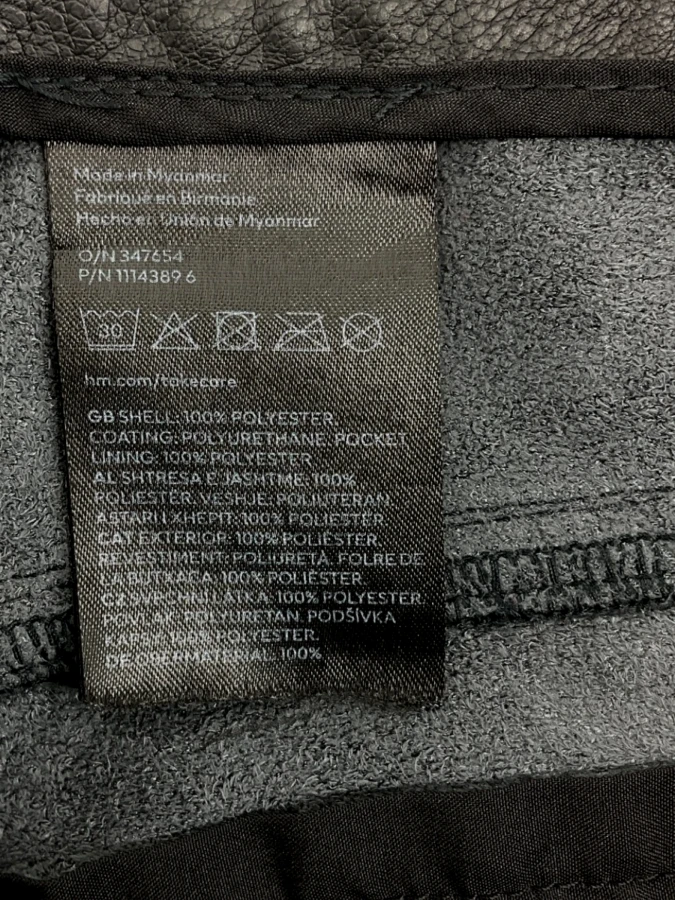 Made in Myanmar
Fabriqué en Birmanie
Hecho en Unión de Myanmar
O/N 347654
P/N 1114389 6
30
hm.com/takecare
GB SHELL: 100% POLYESTER.
COATING: POLYURETHANE. POCKET
LINING: 100% POLYESTER
AL SHTRESA E JASHTME: 100%
POLIESTËR. VESHJE: POLIURETAN.
ASTARI I XHEPIT: 100% POLIESTËR
CAT EXTERIOR: 100% POLIÈSTER.
REVESTIMENT: POLIURETÀ. FOLRE DE
LA BUTXACA: 100% POLIÈSTER.
CZ SVRCHNÍ LÁTKA: 100% POLYESTER.
POVLAK: POLYURETAN. PODŠÍVKA
KAPSY: 100% POLYESTER.
DE OBERMATERIAL: 100%